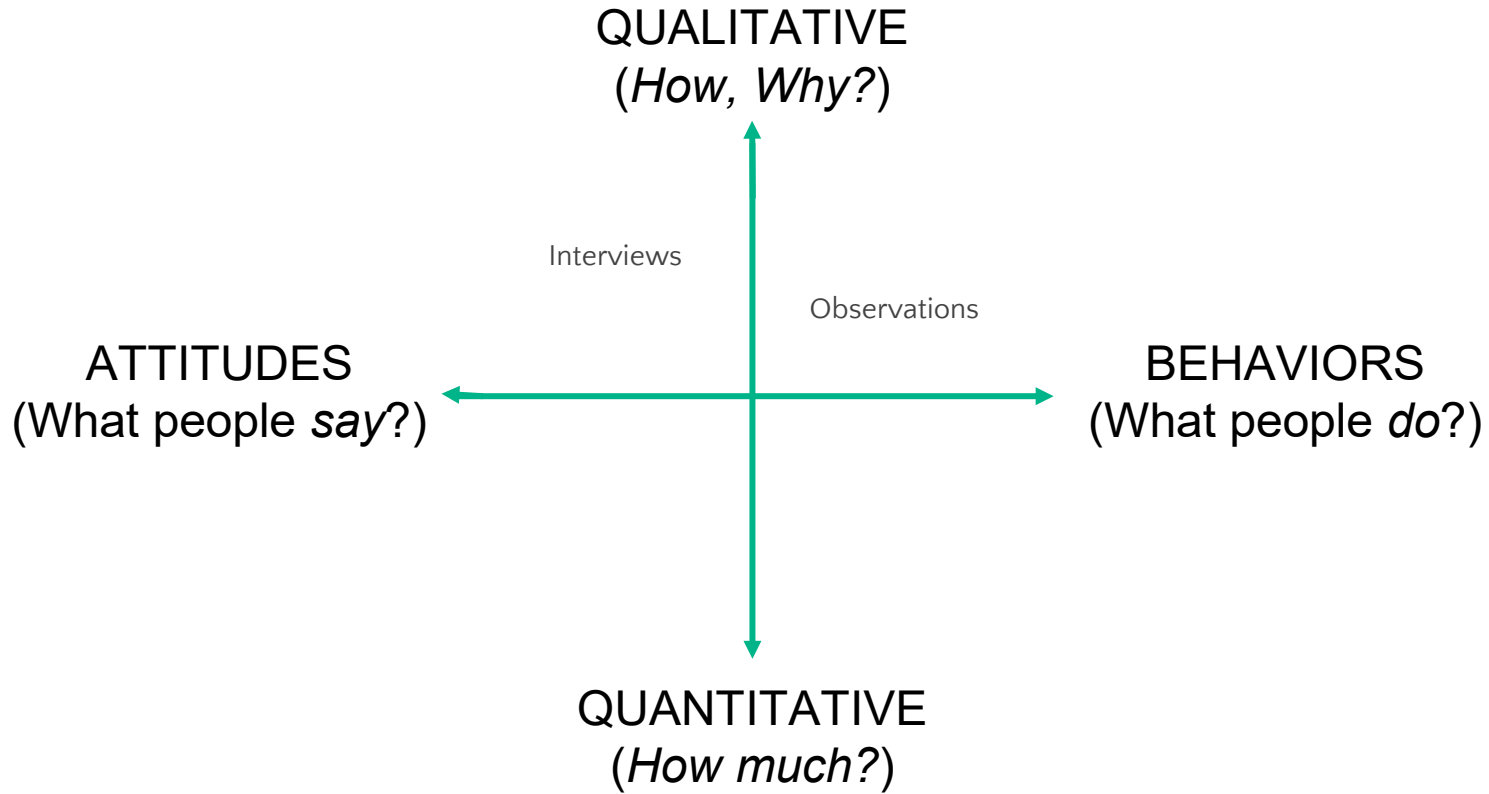 QUALITATIVE
(How, Why?)
Interviews
Observations
ATTITUDES
(What people say?)
BEHAVIORS
(What people do?)
QUANTITATIVE
(How much?)